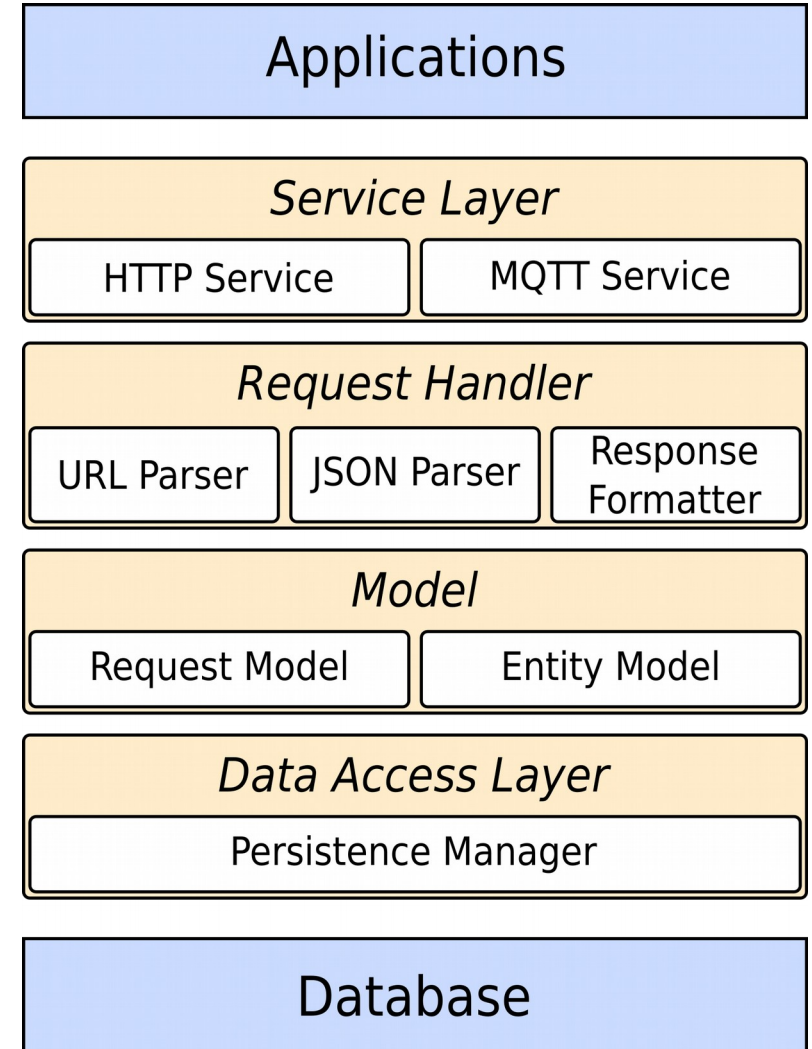 Applications
Service Layer
HTTP Service
MQTT Service
Request Handler
URL Parser
JSON Parser
Response
Formatter
Model
Request Model
Entity Model
Data Access Layer
Persistence Manager
Database